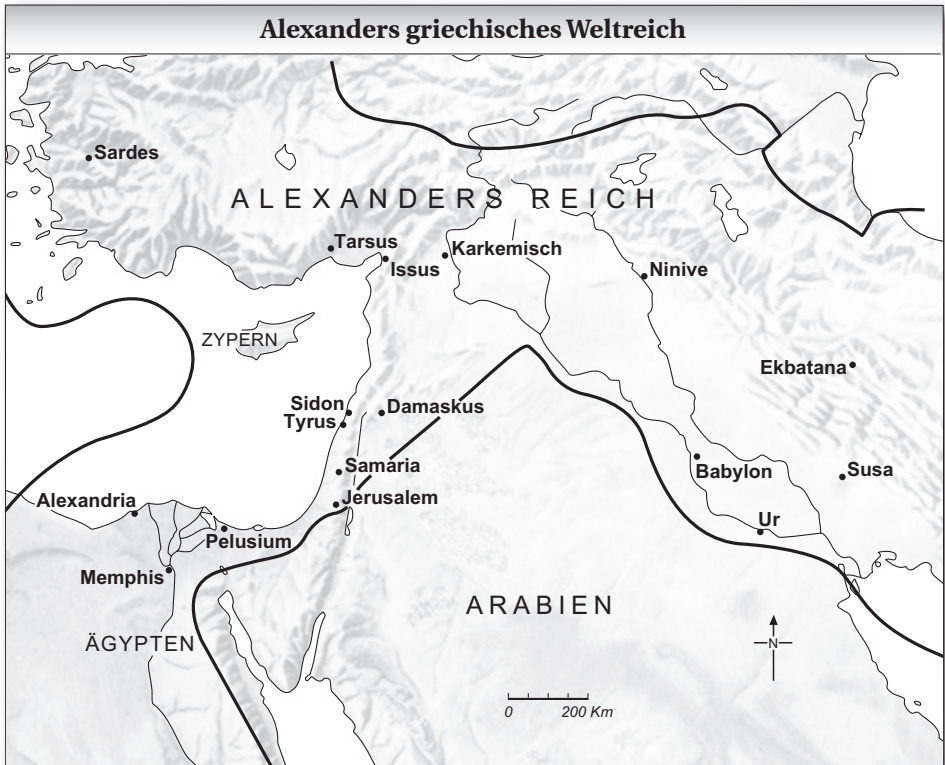 Alexanders griechisches Weltreich
Sardes
ALEXANDERS REICH
Tarsus
Karkemisch
Issus
Ninive
ZYPERN
Ekbatana
Sidon
Damaskus
Tyrus
Samaria
Babylon
Susa
Alexandria
Jerusalem
Ur
Pelusium
Memphis
ARABIEN
ÄGYPTEN
N
0 200 Km